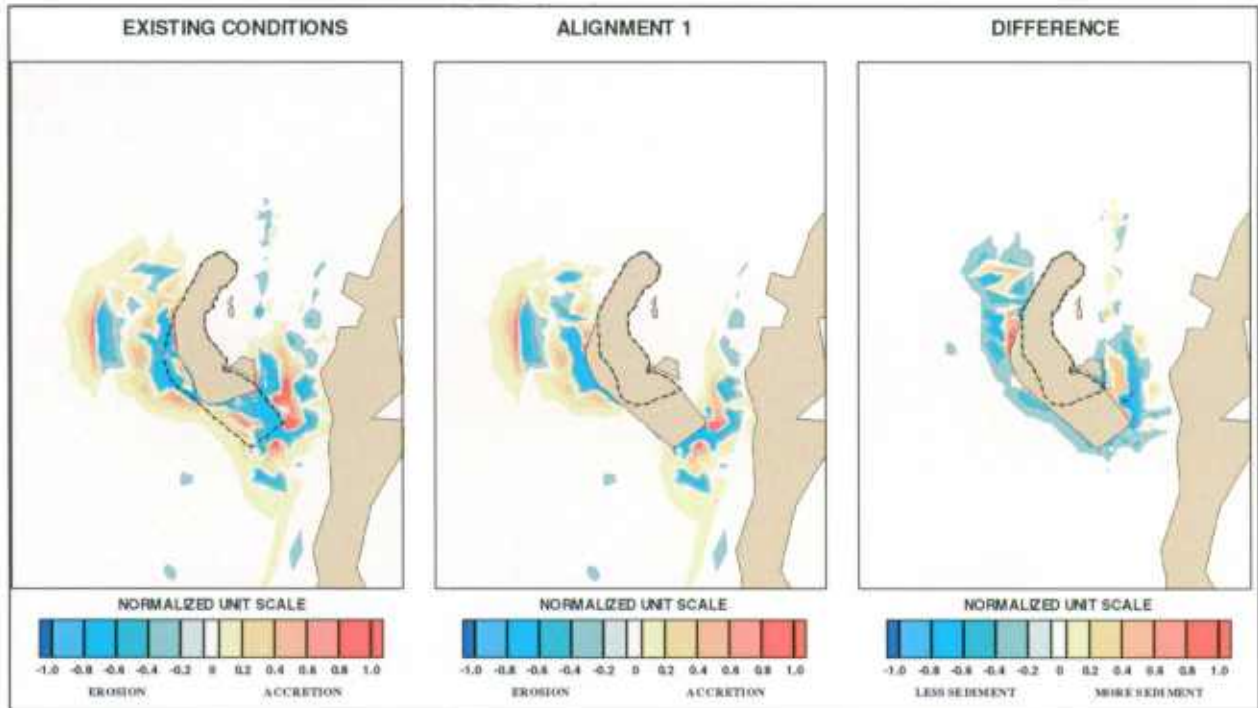 EXISTING CONDITIONS
ALIGNMENT 1
DIFFERENCE
NORMALIZED UNIT SCALE
-1.0 -0.8 -0.6 -0.4 -0.2 0 0.2 0.4 0.6 0.8 1.0
EROSION ACCRETION
NORMALIZED UNIT SCALE
-1.0 -0.8 -0.6 -0.4 -0.2 0 0.2 0.4 0.6 0.8 1.0
EROSION ACCRETION
NORMALIZED UNIT SCALE
-1.0 -0.8 -0.6 -0.4 -0.2 0 0.2 0.4 0.6 0.8 1.0
LESS SEDIMENT MORE SEDIMENT